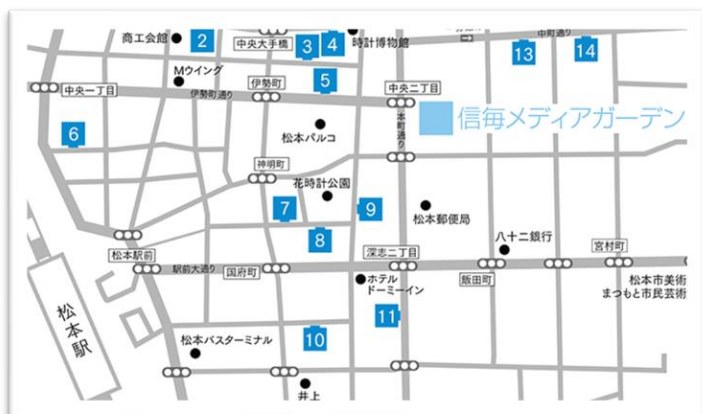 商工会館
2
中央大手橋
3
4
時計博物館
中町通り
13
14
Mウイング
伊勢町
5
中央一丁目
伊勢町通り
中央二丁目
信毎メディアガーデン
6
松本パルコ
本町通り
神明町
花時計公園
7
9
松本郵便局
8
八十二銀行
宮村町
松本駅前
駅前大通り
国府町
深志二丁目
飯田町
ホテル
ドーミーイン
松本市美術
まつもと市民芸術
松本駅
11
松本バスターミナル
10
井上